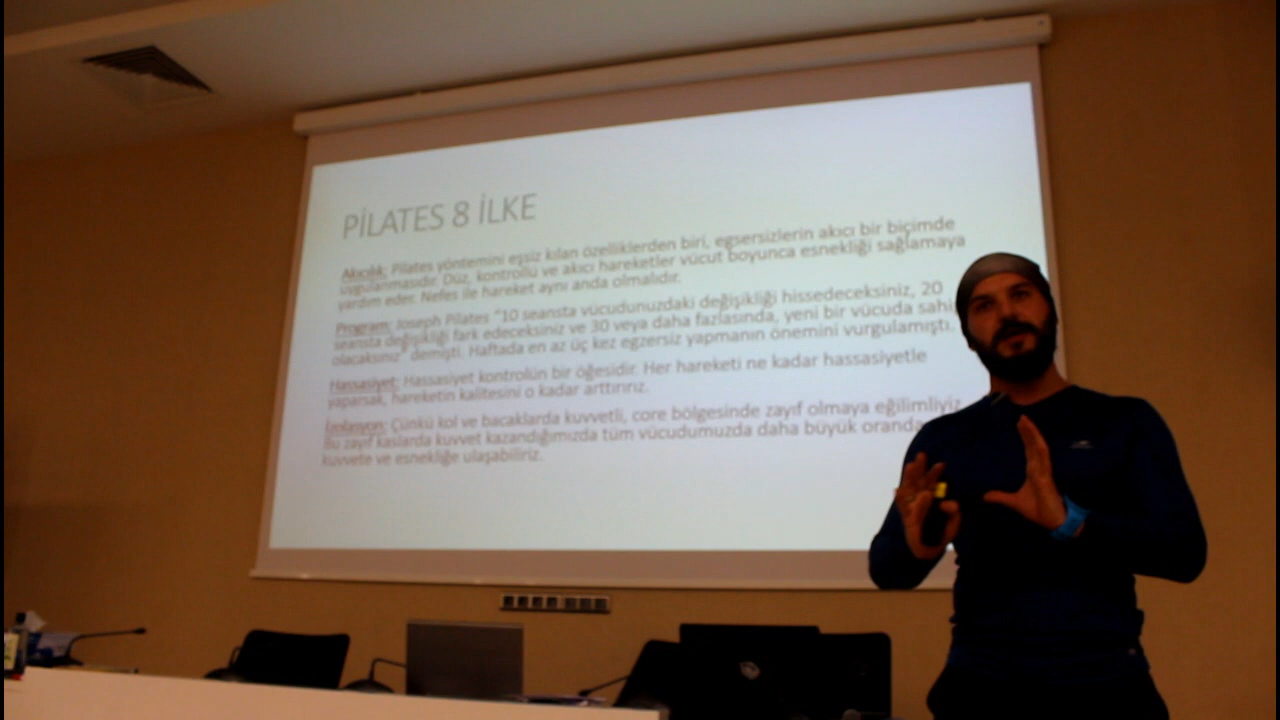 PİLATES 8 İLKE
Akıcılık: Pilates yöntemini eşsiz kılan özelliklerden biri, egsersizlerin akıcı bir biçimde
uygulanmasıdır. Düz, kontrollü ve akıcı hareketler vücut boyunca esnekliği sağlamaya
yardım eder. Nefes ile hareket aynı anda olmalıdır.
Program: Joseph Pilates "10 seansta vücudunuzdaki değişikliği hissedeceksiniz, 20
seansta değişikliği fark edeceksiniz ve 30 veya daha fazlasında, yeni bir vücuda sahi
olacaksınız" demişti. Haftada en az üç kez egzersiz yapmanın önemini vurgulamıştı.
Hassasiyet: Hassasiyet kontrolün bir öğesidir. Her hareketi ne kadar hassasiyetle
yaparsak, hareketin kalitesini o kadar arttırırız.
İzolasyon: Çünkü kol ve bacaklarda kuvvetli, core bölgesinde zayıf olmaya eğilimliyiz
Bu zayıf kaslarda kuvvet kazandığımızda tüm vücudumuzda daha büyük oranda
kuvvete ve esnekliğe ulaşabiliriz.